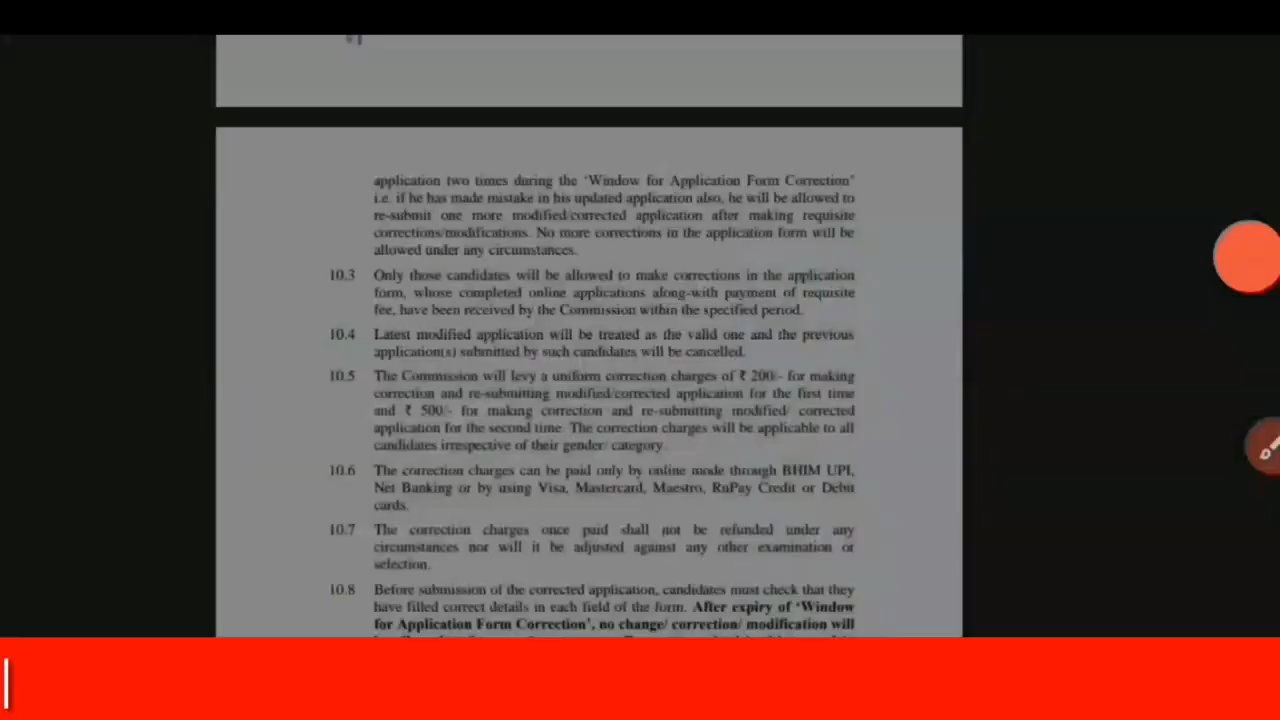 application two times during the 'Window for Application Form Correction'
i.e. if he has made mistake in his updated application also, he will be allowed to
re-submit one more modified/corrected application after making requisite
corrections/modifications. No more corrections in the application form will be
allowed under any circumstances.
10.3 Only those candidates will be allowed to make corrections in the application
form, whose completed online applications along-with payment of requisite
fee, have been received by the Commission within the specified period.
10.4 Latest modified application will be treated as the valid one and the previous
application(s) submitted by such candidates will be cancelled.
10.5 The Commission will levy a uniform correction charges of ₹ 200/- for making
correction and re-submitting modified/corrected application for the first time
and ₹ 500/- for making correction and re-submitting modified/ corrected
application for the second time. The correction charges will be applicable to all
candidates irrespective of their gender/ category.
10.6 The correction charges can be paid only by online mode through BHIM UPI,
Net Banking or by using Visa, Mastercard, Maestro, RuPay Credit or Debit
cards.
10.7 The correction charges once paid shall not be refunded under any
circumstances nor will it be adjusted against any other examination or
selection.
10.8 Before submission of the corrected application, candidates must check that they
have filled correct details in each field of the form. After expiry of 'Window
for Application Form Correction', no change/ correction/ modification will